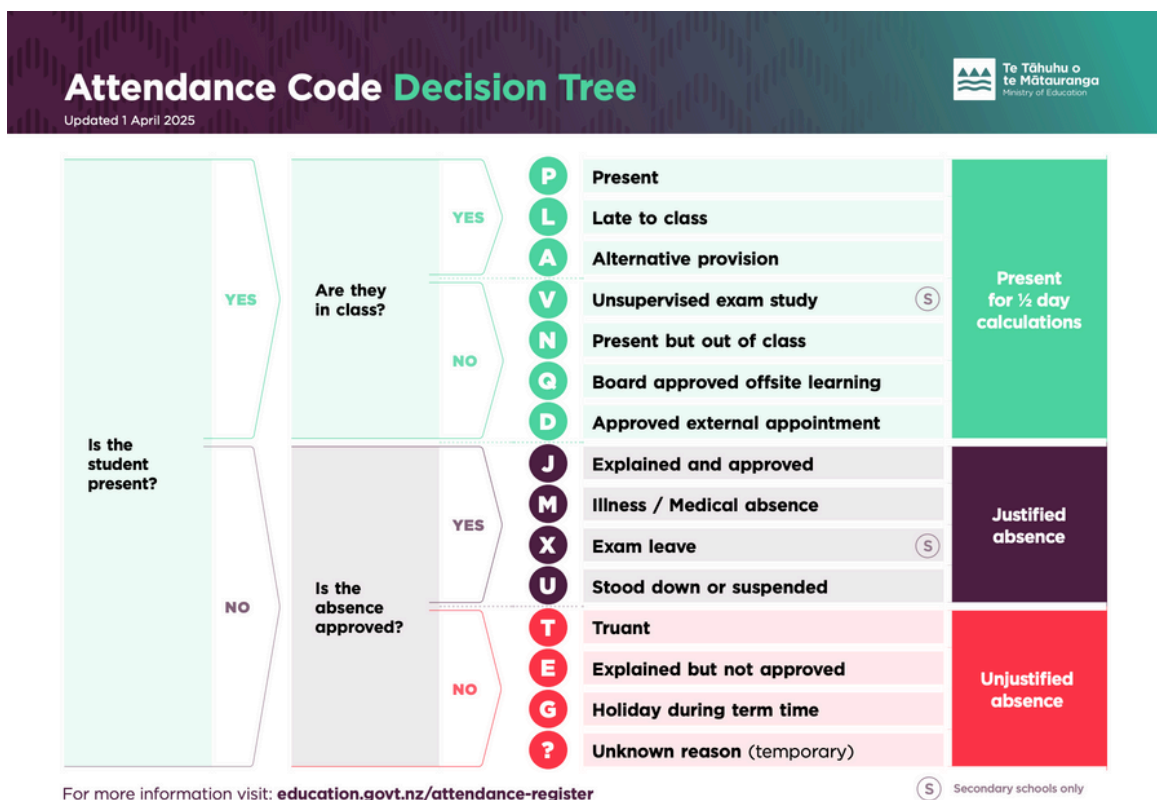 Attendance Code Decision Tree
Updated 1 April 2025
Te Tāhuhu o
te Mātauranga
Ministry of Education
Is the
student
present?
YES
NO
Are they
in class?
YES
NO
Is the
absence
approved?
YES
NO
P Present
L Late to class
A Alternative provision
V Unsupervised exam study S
N Present but out of class
Q Board approved offsite learning
D Approved external appointment
Present
for ½ day
calculations
J Explained and approved
M Illness / Medical absence
X Exam leave S
U Stood down or suspended
Justified
absence
T Truant
E Explained but not approved
G Holiday during term time
? Unknown reason (temporary)
Unjustified
absence
For more information visit: education.govt.nz/attendance-register
S Secondary schools only